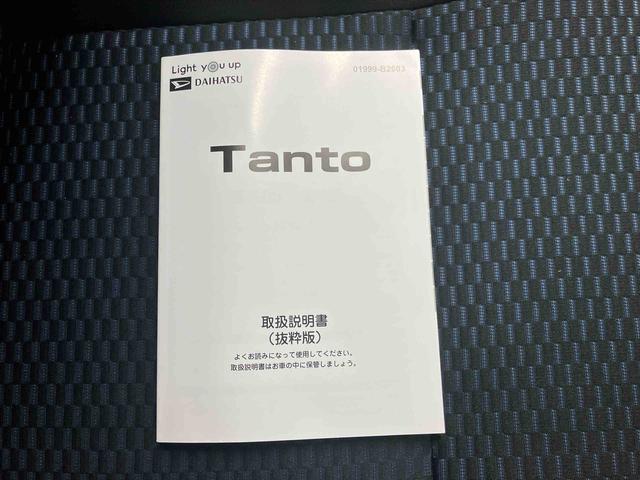 Light you up
DAIHATSU
01999-B2603
Tanto
取扱説明書
（抜粋版）
よくお読みになって使用してください。
取扱説明書はお車の中に保管しましょう。